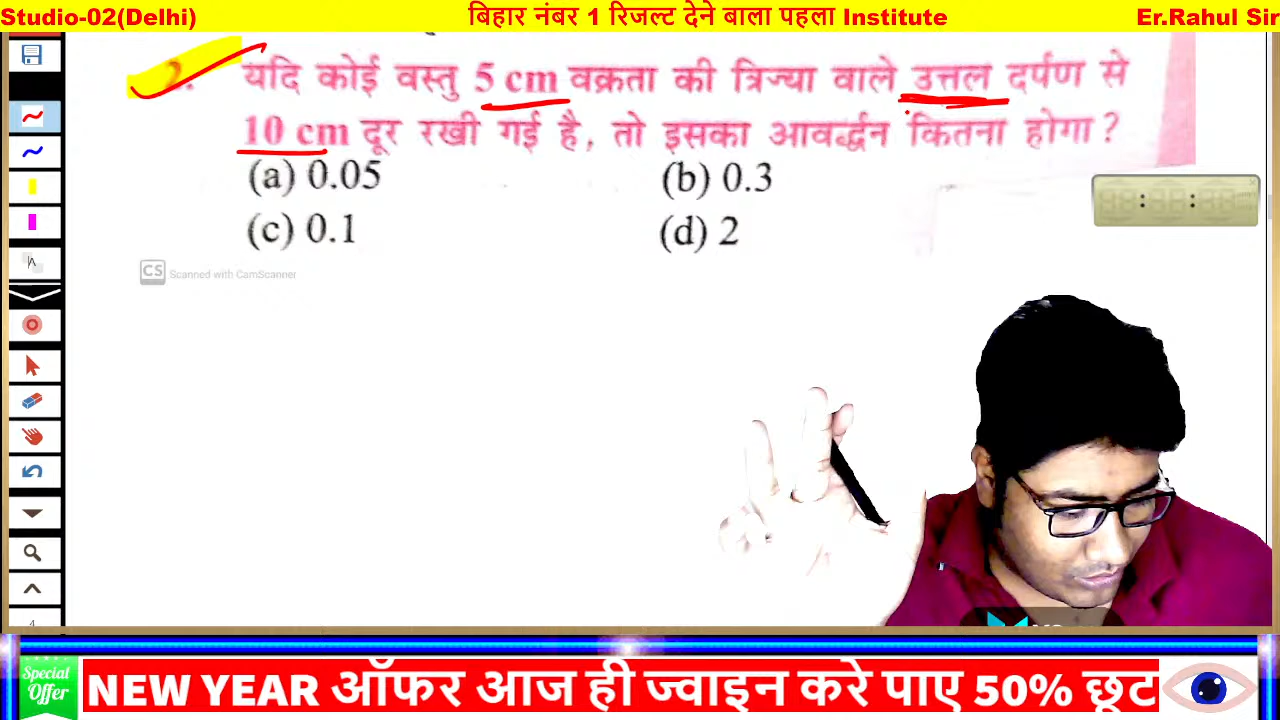 Studio-02(Delhi) बिहार नंबर 1 रिजल्ट देने बाला पहला Institute Er.Rahul Sir
2. यदि कोई वस्तु 5 cm वक्रता की त्रिज्या वाले उत्तल दर्पण से
10 cm दूर रखी गई है, तो इसका आवर्द्धन कितना होगा?
(a) 0.05 (b) 0.3
(c) 0.1 (d) 2
CS Scanned with CamScanner
Special
Offer
NEW YEAR ऑफर आज ही ज्वाइन करे पाए 50% छूट